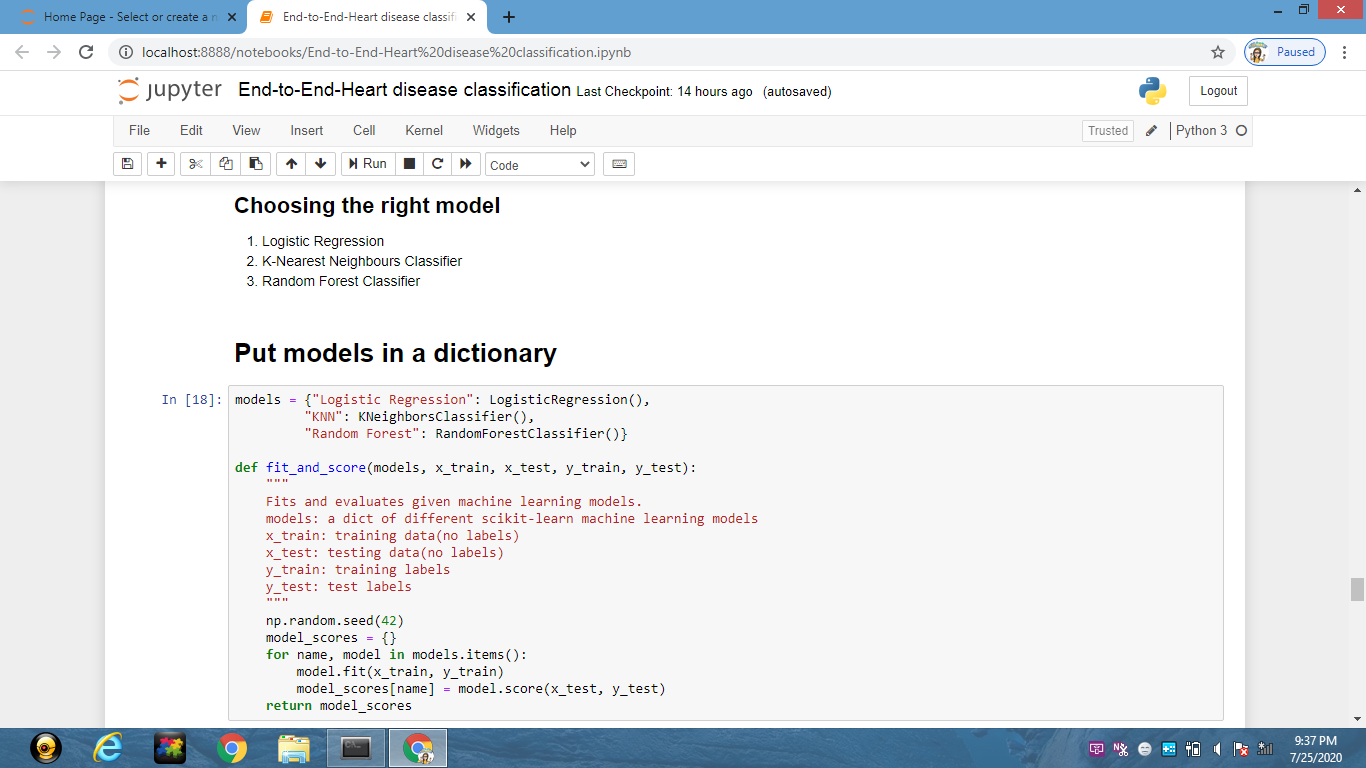 Home Page - Select or create a n
End-to-End-Heart disease classifi
localhost:8888/notebooks/End-to-End-Heart%20disease%20classification.ipynb
Paused
jupyter End-to-End-Heart disease classification Last Checkpoint: 14 hours ago (autosaved)
Logout
File Edit View Insert Cell Kernel Widgets Help
Trusted
Python 3
Run
Code
Choosing the right model
1. Logistic Regression
2. K-Nearest Neighbours Classifier
3. Random Forest Classifier
Put models in a dictionary
In [18]:
models = {"Logistic Regression": LogisticRegression(),
"KNN": KNeighborsClassifier(),
"Random Forest": RandomForestClassifier()}
def fit_and_score(models, x_train, x_test, y_train, y_test):
"""
Fits and evaluates given machine learning models.
models: a dict of different scikit-learn machine learning models
x_train: training data(no labels)
x_test: testing data(no labels)
y_train: training labels
y_test: test labels
"""
np.random.seed(42)
model_scores = {}
for name, model in models.items():
model.fit(x_train, y_train)
model_scores[name] = model.score(x_test, y_test)
return model_scores
9:37 PM
7/25/2020